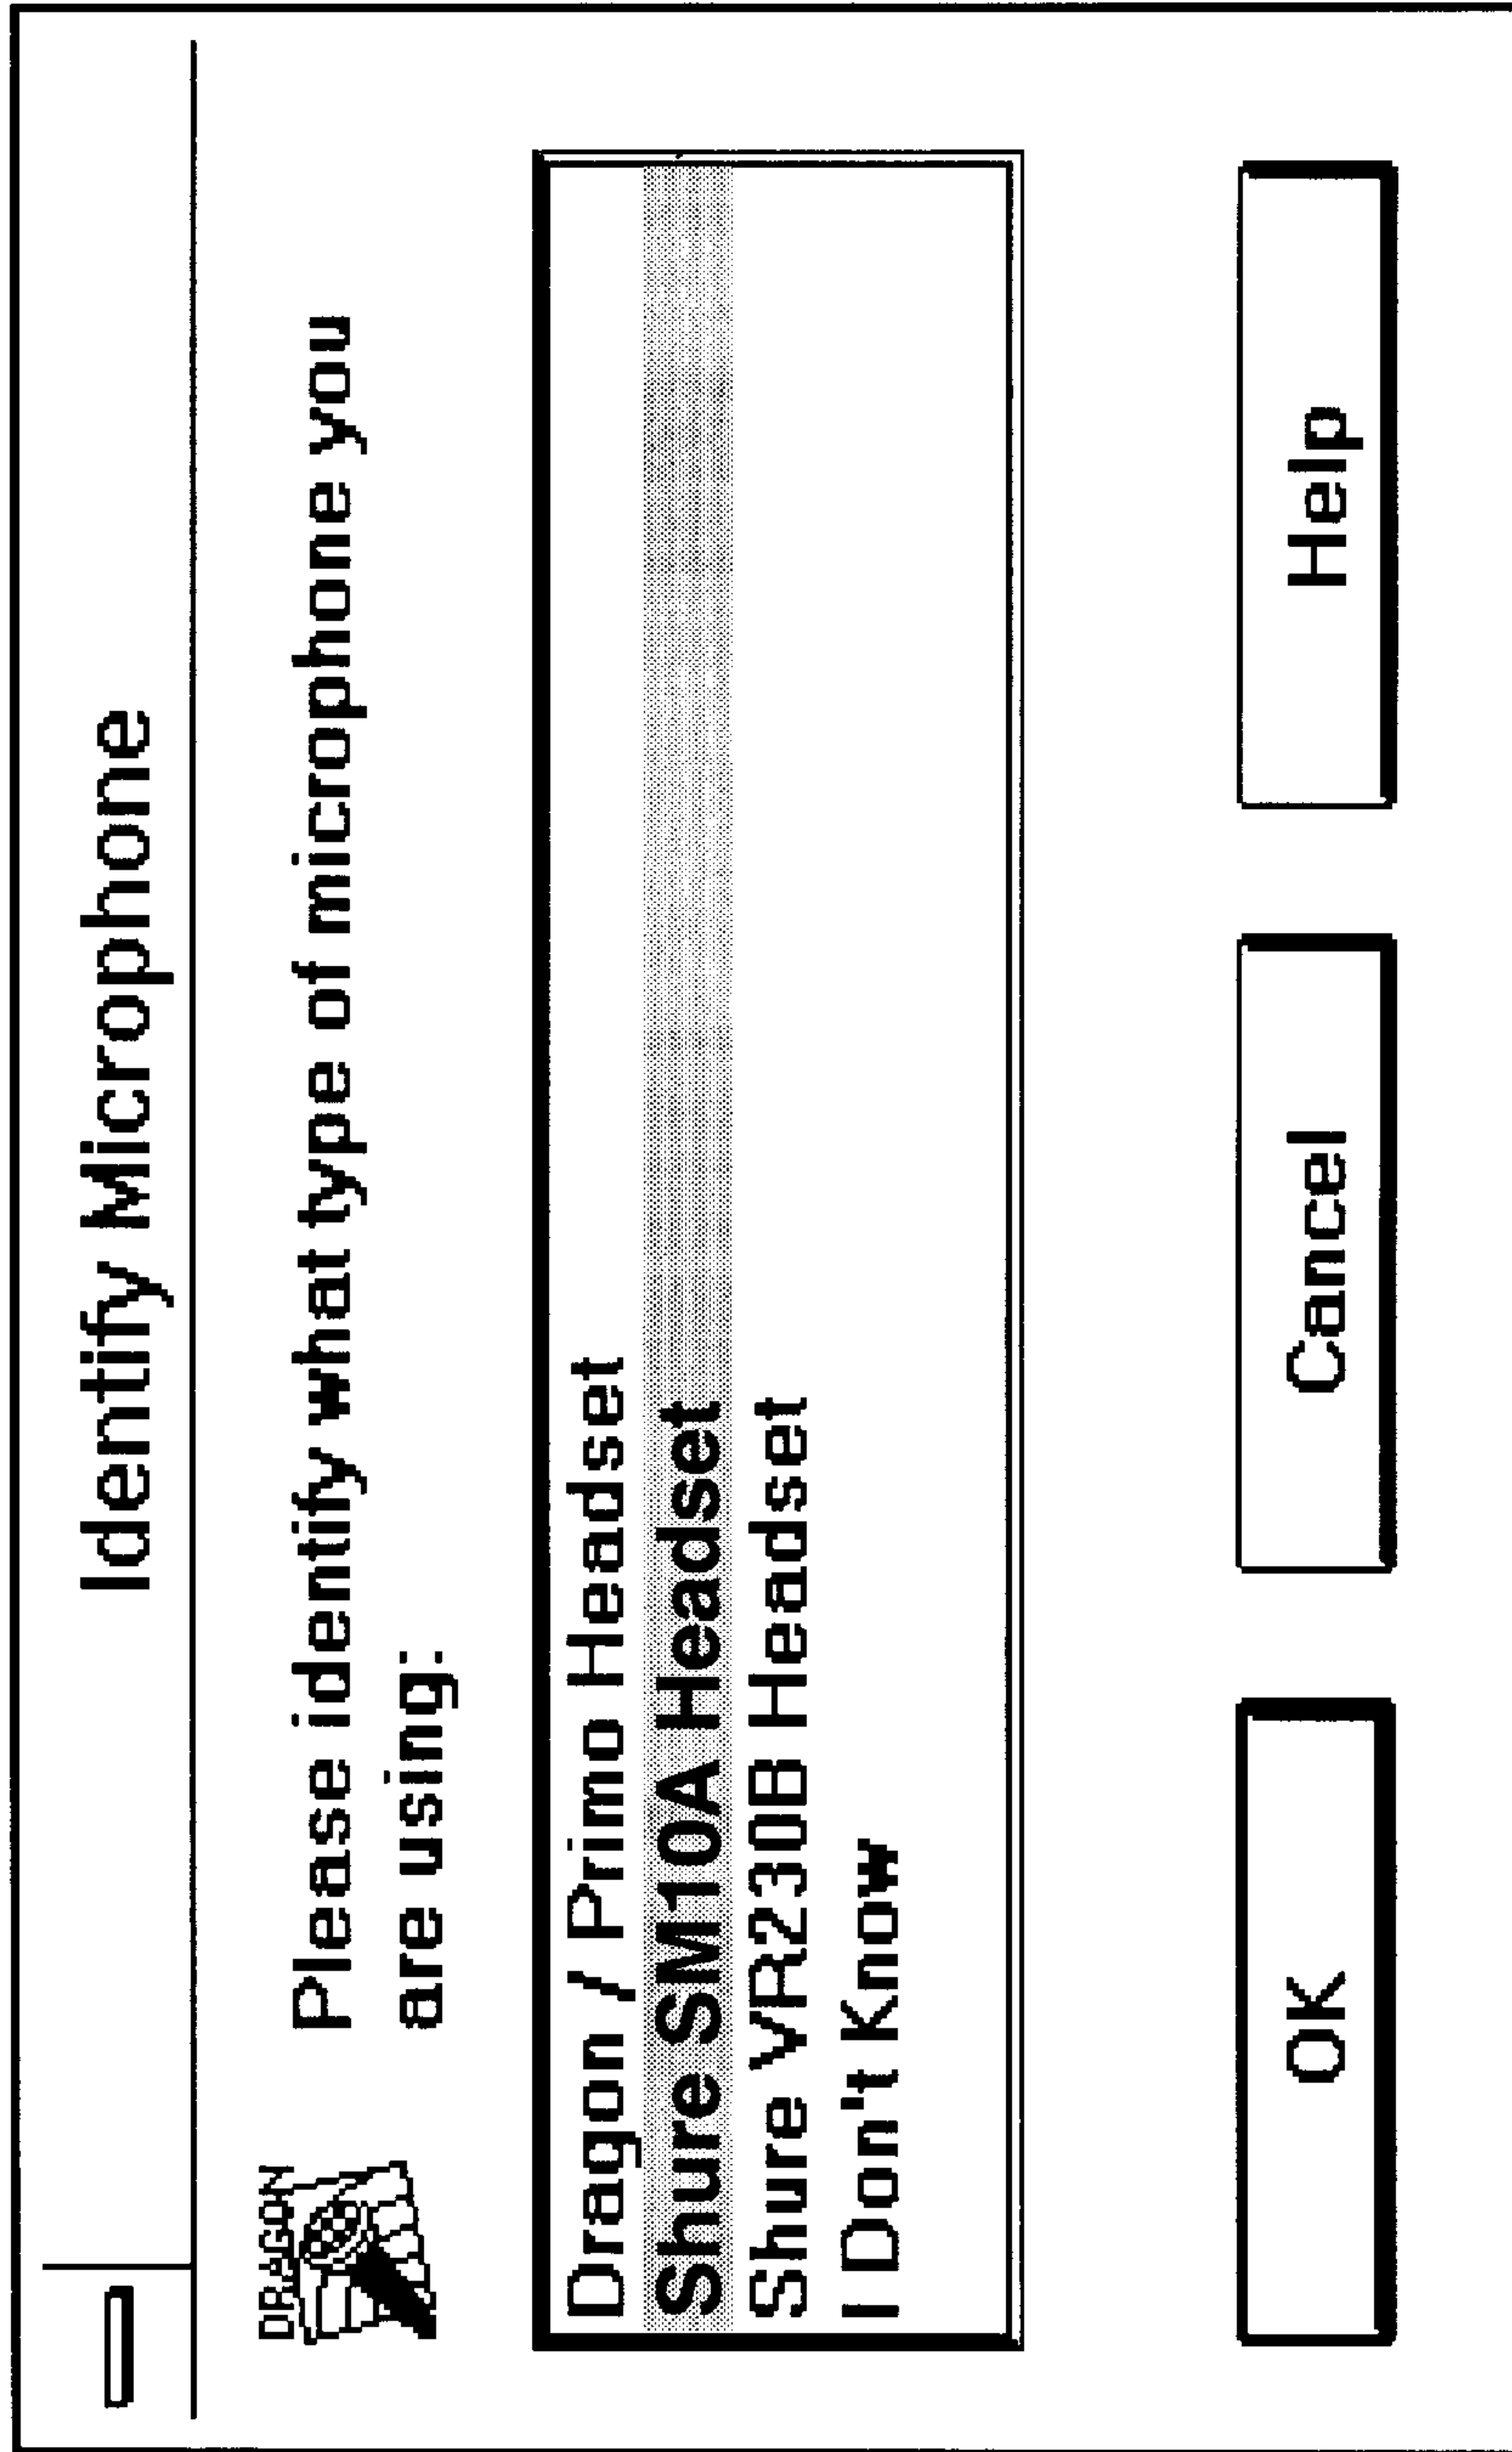 Identify Microphone
DRAGON
Please identify what type of microphone you
are using:
Dragon / Primo Headset
Shure SM10A Headset
Shure VR230B Headset
I Don't Know
OK
Cancel
Help